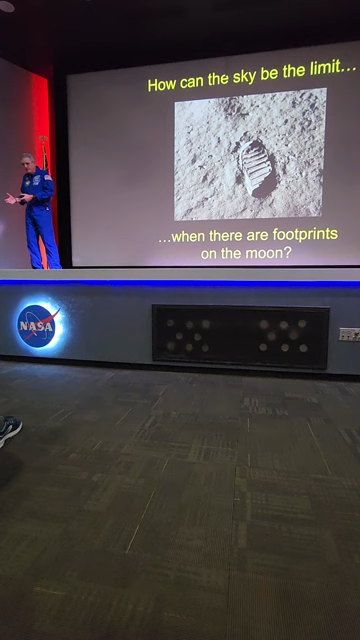 How can the sky be the limit...
...when there are footprints
on the moon?
NASA